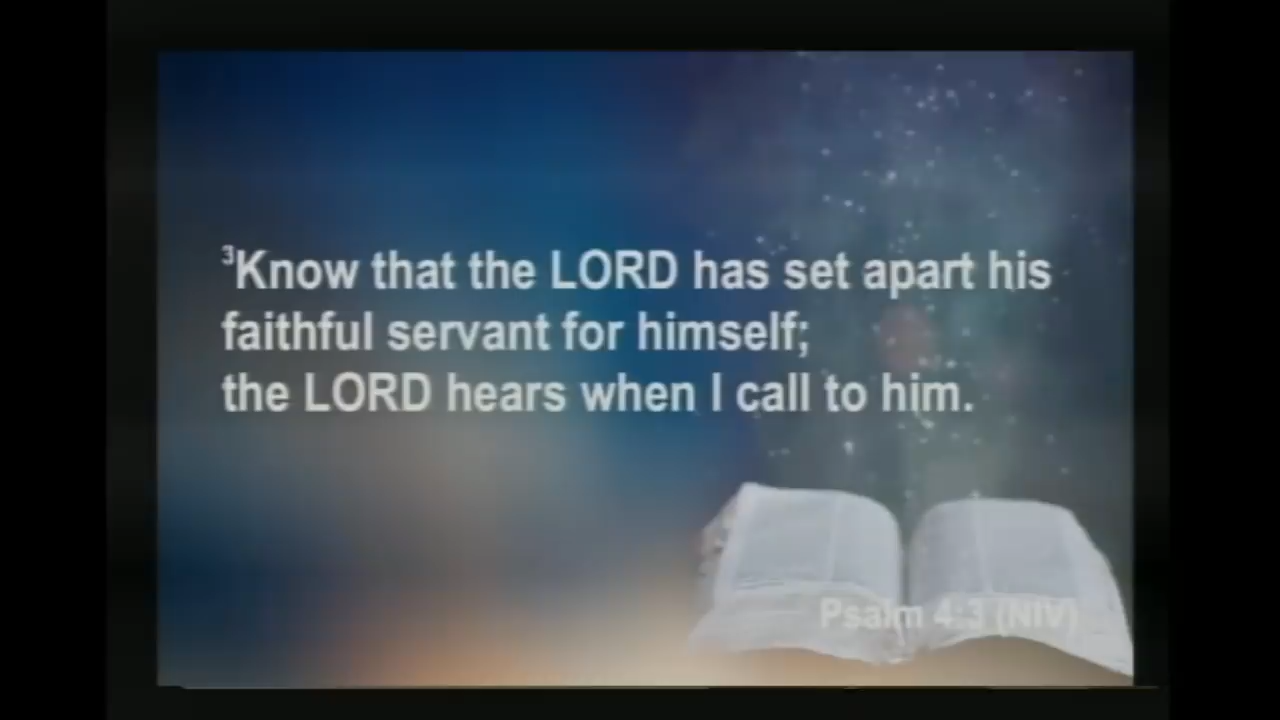 ³Know that the LORD has set apart his
faithful servant for himself;
the LORD hears when I call to him.
Psalm 4:3 (NIV)